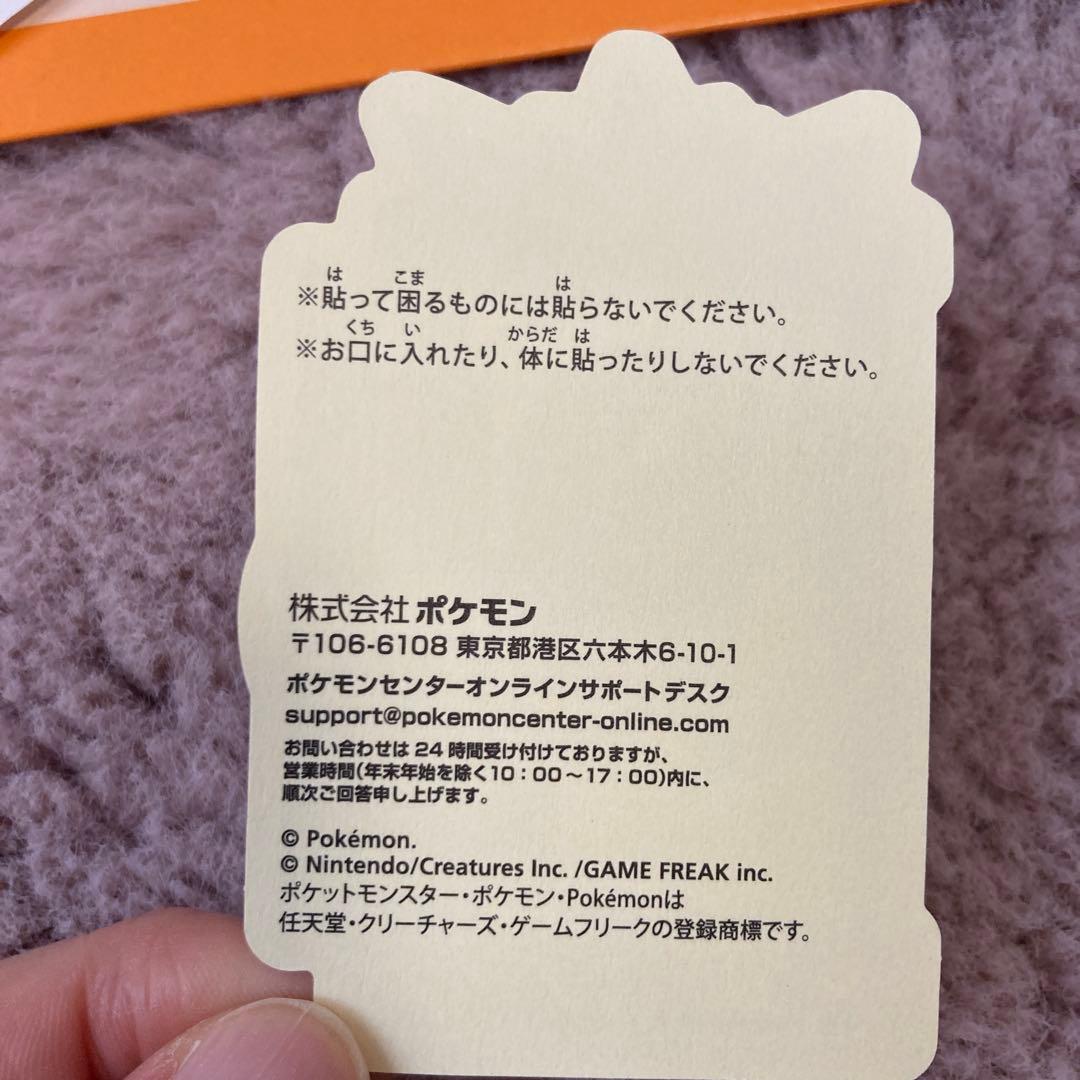 は こま は
※貼って困るものには貼らないでください。
くち い からだ は
※お口に入れたり、体に貼ったりしないでください。
株式会社 ポケモン
〒106-6108 東京都港区六本木6-10-1
ポケモンセンターオンラインサポートデスク
support@pokemoncenter-online.com
お問い合わせは 24 時間受け付けておりますが、
営業時間(年末年始を除く10：00～17：00)内に、
順次ご回答申し上げます。
© Pokémon.
© Nintendo/Creatures Inc. /GAME FREAK inc.
ポケットモンスター・ポケモン・Pokémonは
任天堂・クリーチャーズ・ゲームフリークの登録商標です。